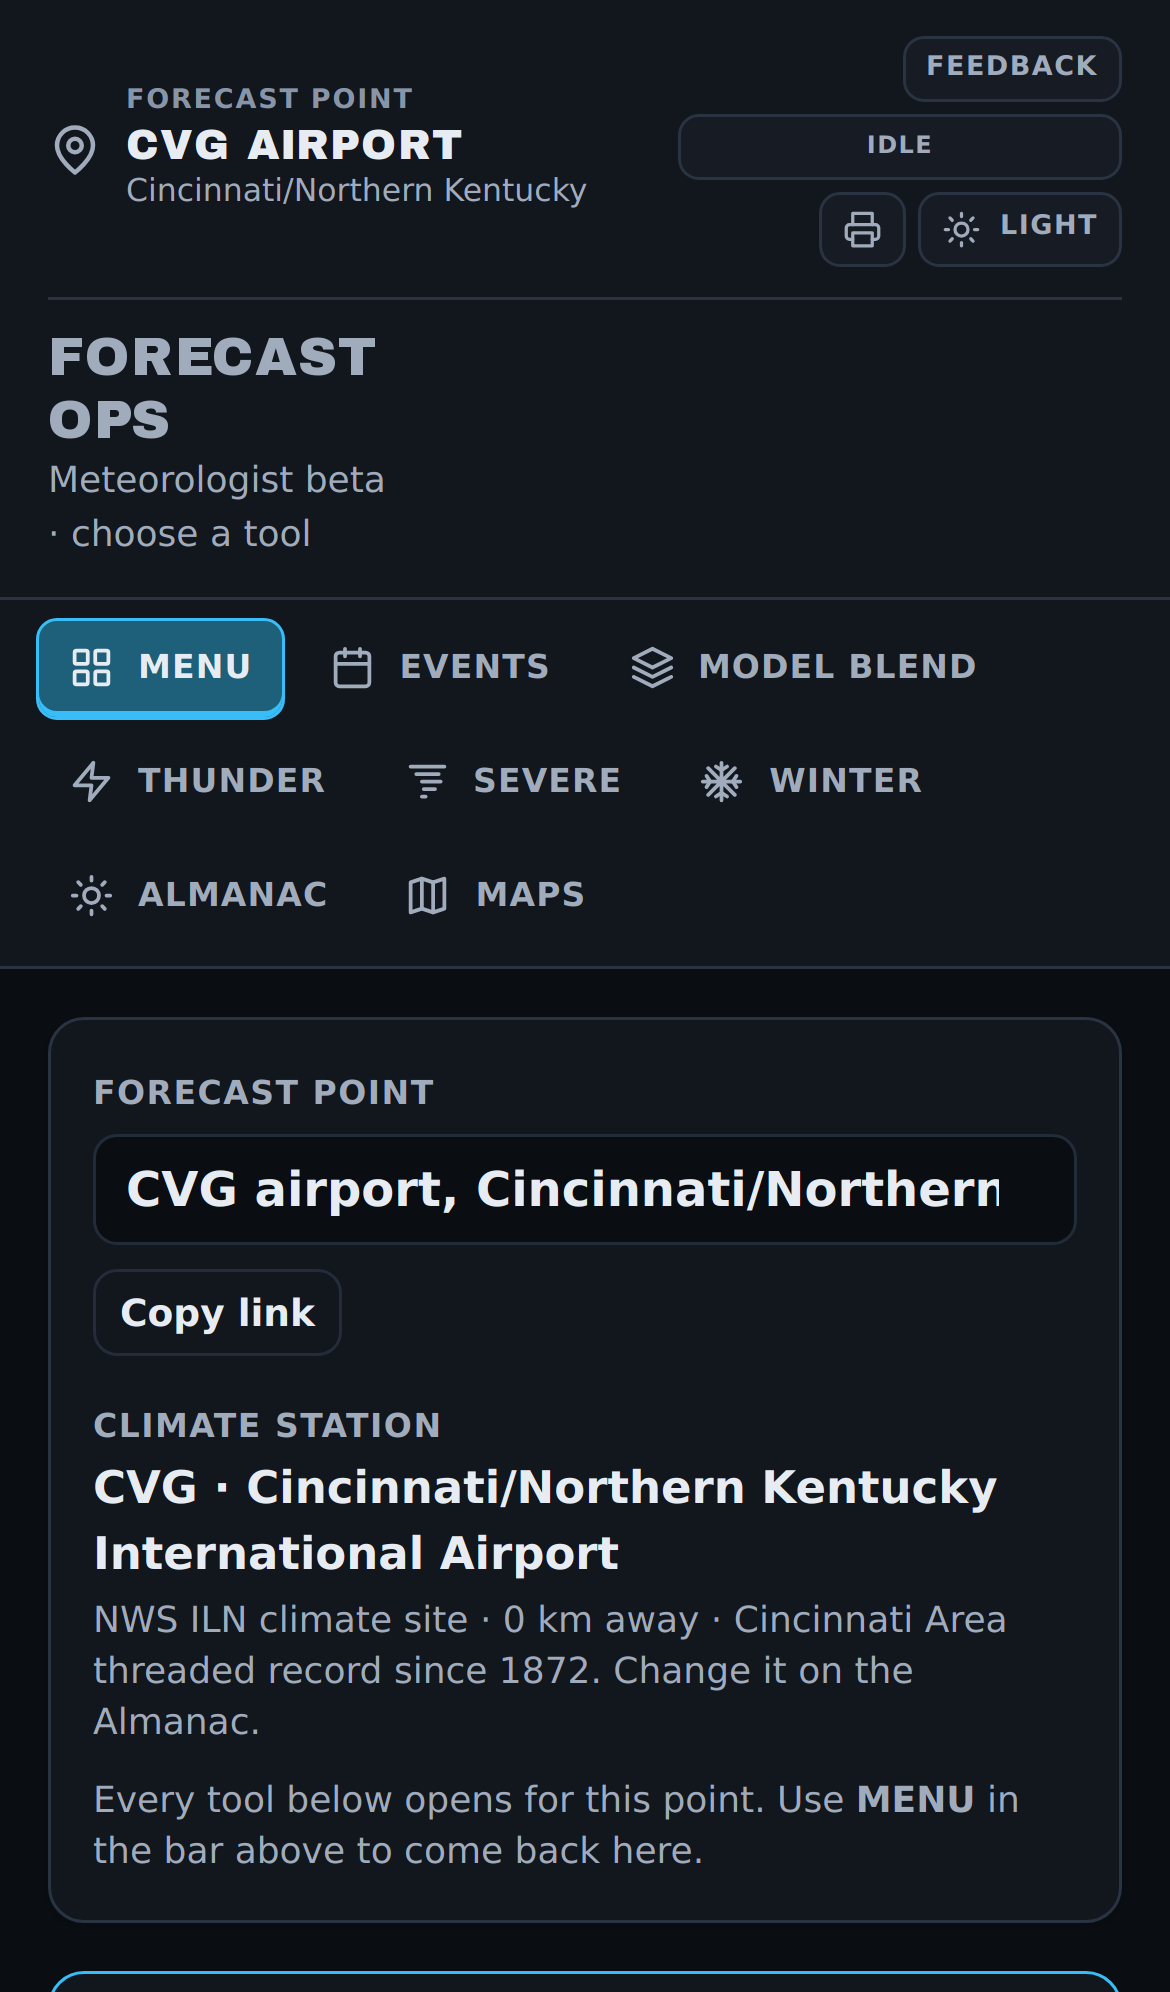 FEEDBACK
FORECAST POINT
CVG AIRPORT
Cincinnati/Northern Kentucky
IDLE
LIGHT
FORECAST
OPS
Meteorologist beta
· choose a tool
MENU
EVENTS
MODEL BLEND
THUNDER
SEVERE
WINTER
ALMANAC
MAPS
FORECAST POINT
CVG airport, Cincinnati/Northern
Copy link
CLIMATE STATION
CVG · Cincinnati/Northern Kentucky
International Airport
NWS ILN climate site · 0 km away · Cincinnati Area
threaded record since 1872. Change it on the
Almanac.
Every tool below opens for this point. Use MENU in
the bar above to come back here.